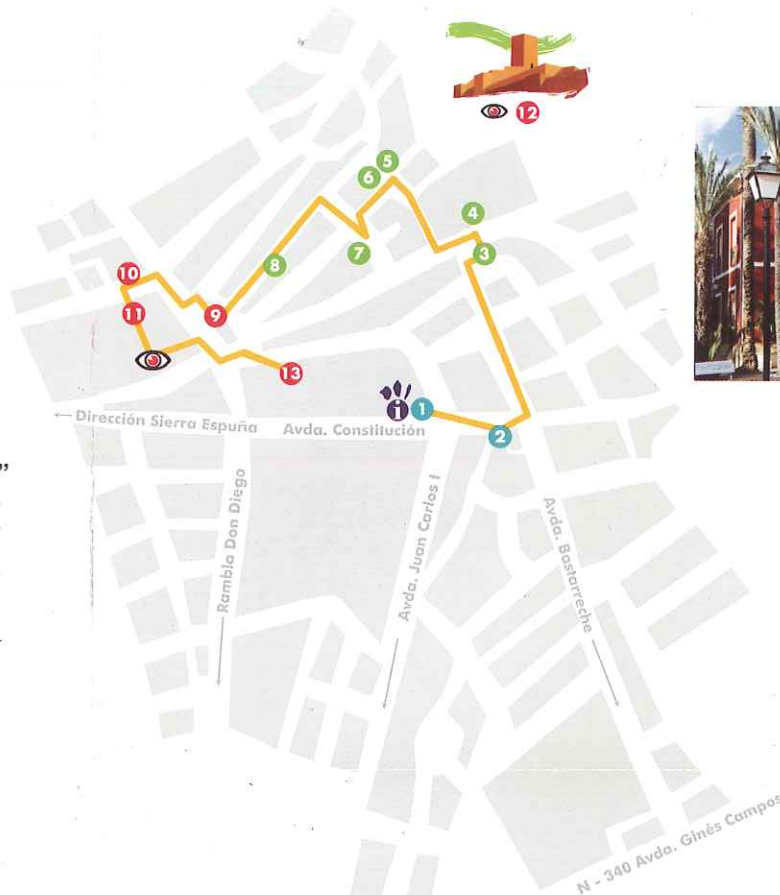 12
5
6
4
3
7
8
10
11
9
13
i
1
2
← Dirección Sierra Espuña
Avda. Constitución
Rambla Don Diego
Avda. Juan Carlos I
Avda. Bastarreche
N - 340 Avda. Ginés Campos
”